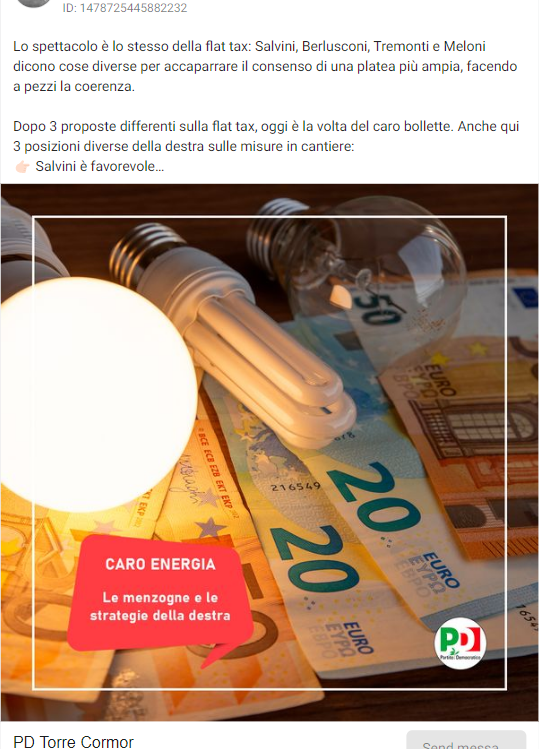 ID: 1478725445882232
Lo spettacolo è lo stesso della flat tax: Salvini, Berlusconi, Tremonti e Meloni
dicono cose diverse per accaparrare il consenso di una platea più ampia, facendo
a pezzi la coerenza.
Dopo 3 proposte differenti sulla flat tax, oggi è la volta del caro bollette. Anche qui
3 posizioni diverse della destra sulle misure in cantiere:
👉🏻 Salvini è favorevole...
50
BCE ECB EZB EKT EKP
216549
20
20
EURO
ΕΥΡΩ
ЕВРО
EURO
ΕΥΡΩ
ЕВРО
EURO
ΕΥΡΩ
CARO ENERGIA
Le menzogne e le
strategie della destra
PD
Partito Democratico
PD Torre Cormor
Send messa...